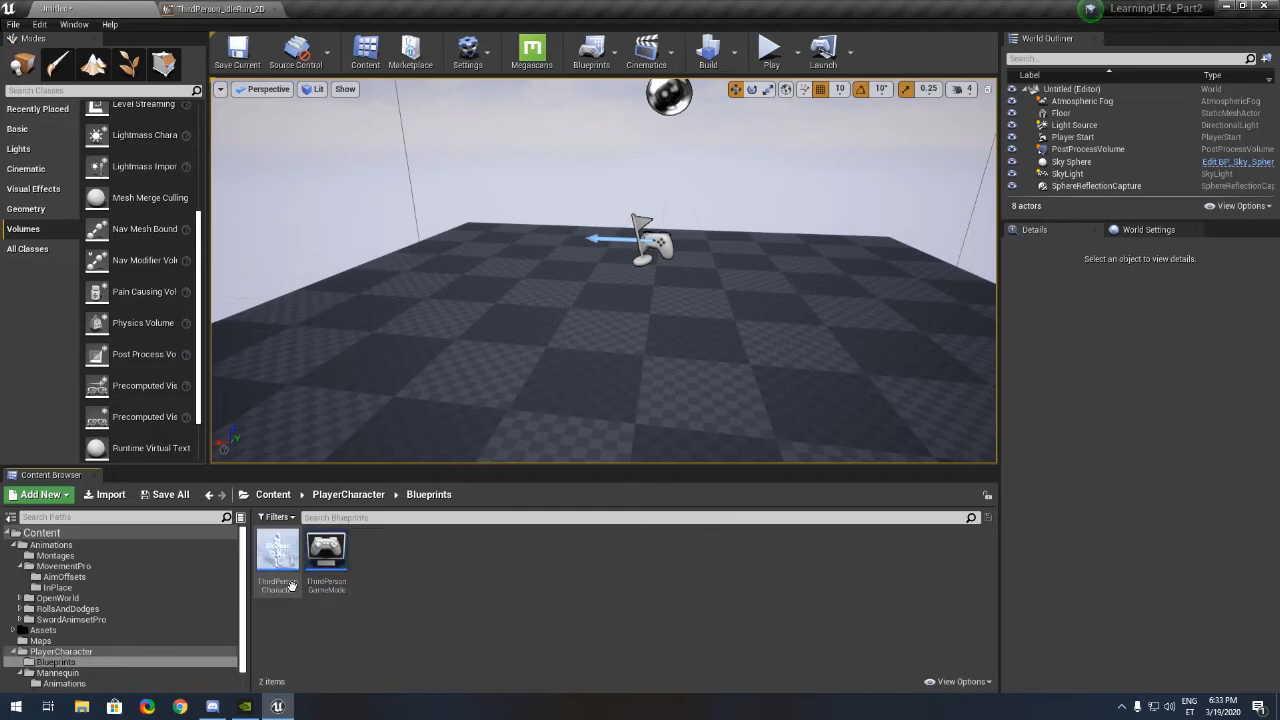 Untitled*
ThirdPerson_IdleRun_2D
LearningUE4_Part2
File Edit Window Help
Modes
Search Classes
Recently Placed
Basic
Lights
Cinematic
Visual Effects
Geometry
Volumes
All Classes
Level Streaming
Lightmass Chara
Lightmass Impor
Mesh Merge Culling
Nav Mesh Bound
Nav Modifier Vol
Pain Causing Vol
Physics Volume
Post Process Vo
Precomputed Vis
Precomputed Vis
Runtime Virtual Text
Save Current
Source Control
Content
Marketplace
Settings
Megascans
Blueprints
Cinematics
Build
Play
Launch
Perspective Lit Show
10 10° 0.25 4
World Outliner
Search...
Label Type
Untitled (Editor) World
Atmospheric Fog AtmosphericFog
Floor StaticMeshActor
Light Source DirectionalLight
Player Start PlayerStart
PostProcessVolume PostProcessVolume
Sky Sphere Edit BP_Sky_Spher
SkyLight SkyLight
SphereReflectionCapture SphereReflectionCap
8 actors View Options
Details World Settings
Select an object to view details.
Content Browser
Add New Import Save All Content PlayerCharacter Blueprints
Search Paths
Filters Search Blueprints
Content
Animations
Montages
MovementPro
AimOffsets
InPlace
OpenWorld
RollsAndDodges
SwordAnimsetPro
Assets
Maps
PlayerCharacter
Blueprints
Mannequin
Animations
ThirdPerson
Character
ThirdPerson
GameMode
2 items View Options
ENG 6:33 PM
ET 3/19/2020